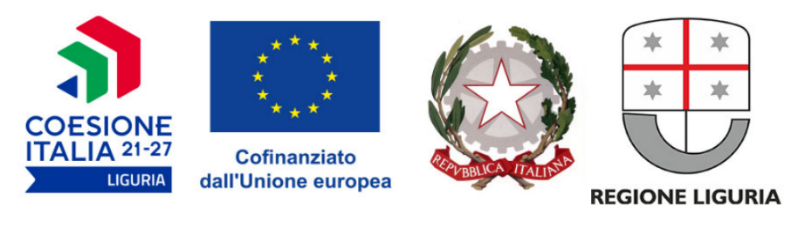 COESIONE
ITALIA 21-27
LIGURIA
Cofinanziato
dall'Unione europea
REPVBBLICA ITALIANA
REGIONE LIGURIA